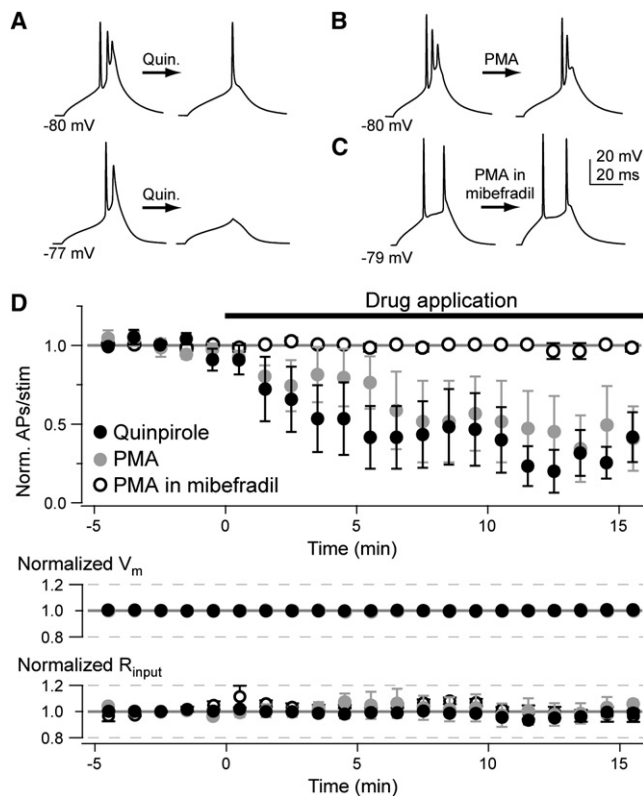 A
Quin.
-80 mV
Quin.
-77 mV
B
PMA
-80 mV
C
PMA in
mibefradil
20 mV
20 ms
-79 mV
D
Drug application
Norm. APs/stim
1.0
0.5
0.0
Quinpirole
PMA
PMA in mibefradil
-5 0 5 10 15
Time (min)
Normalized Vm
1.2
1.0
0.8
Normalized Rinput
1.2
1.0
0.8
-5 0 5 10 15
Time (min)